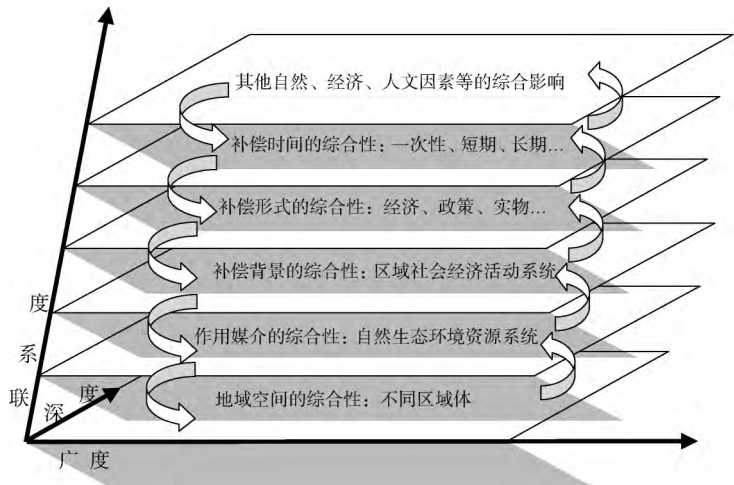 其他自然、经济、人文因素等的综合影响
补偿时间的综合性：一次性、短期、长期…
补偿形式的综合性：经济、政策、实物…
补偿背景的综合性：区域社会经济活动系统
作用媒介的综合性：自然生态环境资源系统
地域空间的综合性：不同区域体
联系度
深度
广度